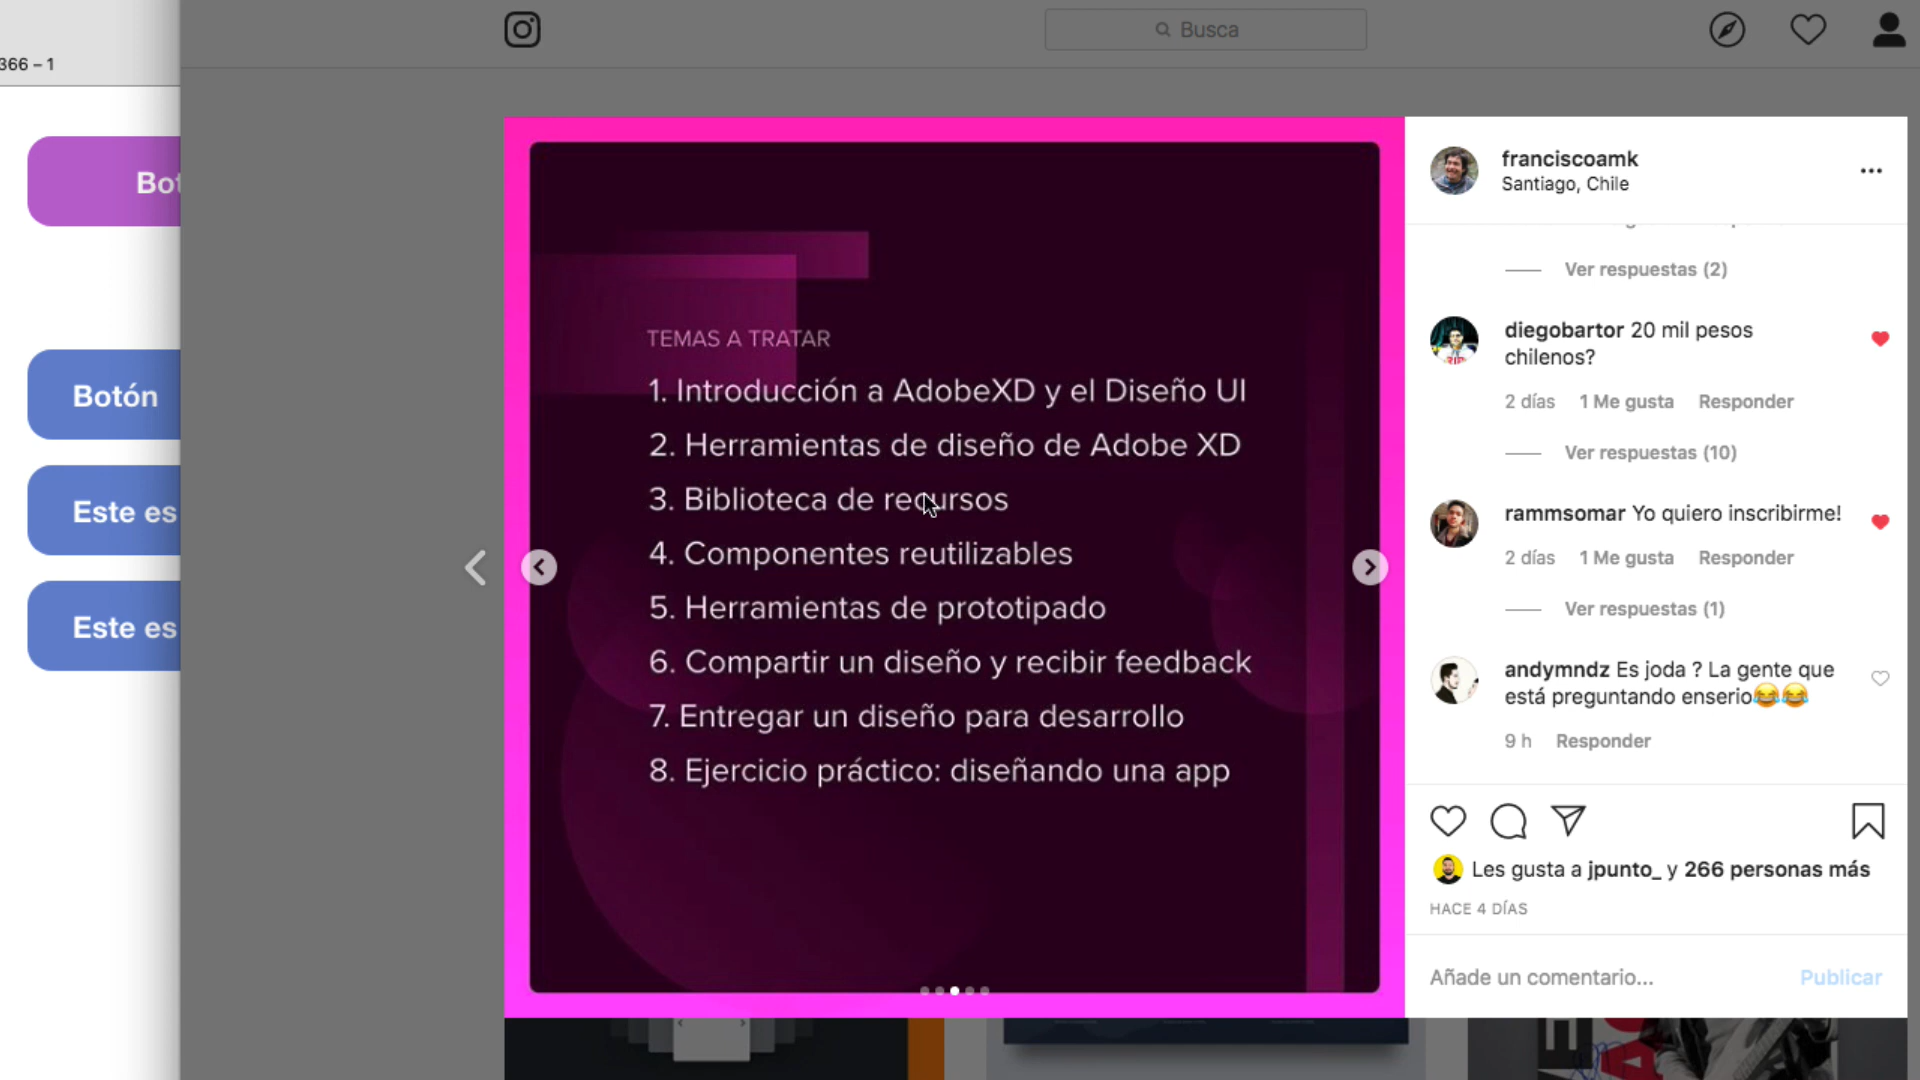 366 – 1
Busca
Bot
Botón
Este es
Este es
TEMAS A TRATAR
1. Introducción a AdobeXD y el Diseño UI
2. Herramientas de diseño de Adobe XD
3. Biblioteca de recursos
4. Componentes reutilizables
5. Herramientas de prototipado
6. Compartir un diseño y recibir feedback
7. Entregar un diseño para desarrollo
8. Ejercicio práctico: diseñando una app
franciscoamk
Santiago, Chile
Ver respuestas (2)
diegobartor 20 mil pesos
chilenos?
2 días 1 Me gusta Responder
Ver respuestas (10)
rammsomar Yo quiero inscribirme!
2 días 1 Me gusta Responder
Ver respuestas (1)
andymndz Es joda ? La gente que
está preguntando enserio😂😂
9 h Responder
Les gusta a jpunto_ y 266 personas más
HACE 4 DÍAS
Añade un comentario... Publicar